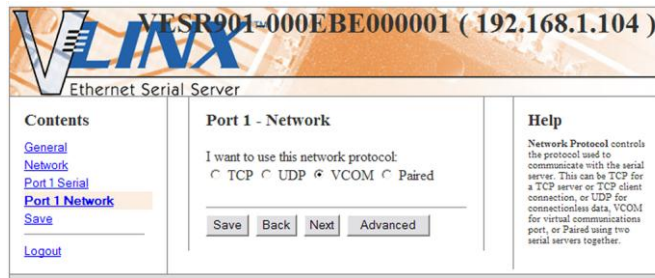 VESR901-000EBE000001 ( 192.168.1.104 )
VLINX™
Ethernet Serial Server
Contents
General
Network
Port 1 Serial
Port 1 Network
Save
Logout
Port 1 - Network
I want to use this network protocol:
TCP UDP VCOM Paired
Save Back Next Advanced
Help
Network Protocol controls
the protocol used to
communicate with the serial
server. This can be TCP for
a TCP server or TCP client
connection, or UDP for
connectionless data, VCOM
for virtual communications
port, or Paired using two
serial servers together.